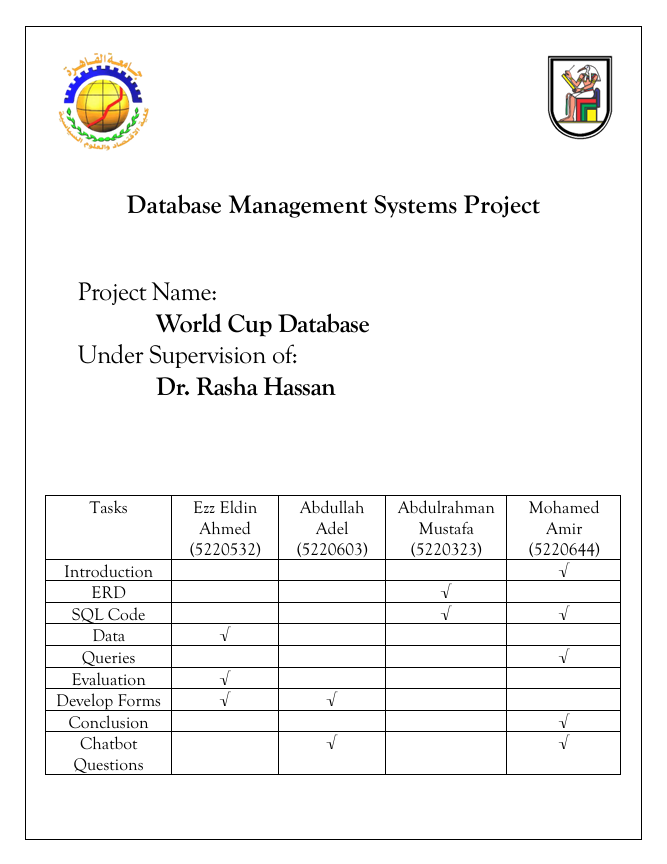 جامعة القاهرة
كلية الاقتصاد والعلوم السياسية
Database Management Systems Project
Project Name:
World Cup Database
Under Supervision of:
Dr. Rasha Hassan
Tasks Ezz Eldin Abdullah Abdulrahman Mohamed
Ahmed Adel Mustafa Amir
(5220532) (5220603) (5220323) (5220644)
Introduction √
ERD √
SQL Code √ √
Data √
Queries √
Evaluation √
Develop Forms √ √
Conclusion √
Chatbot √ √
Questions